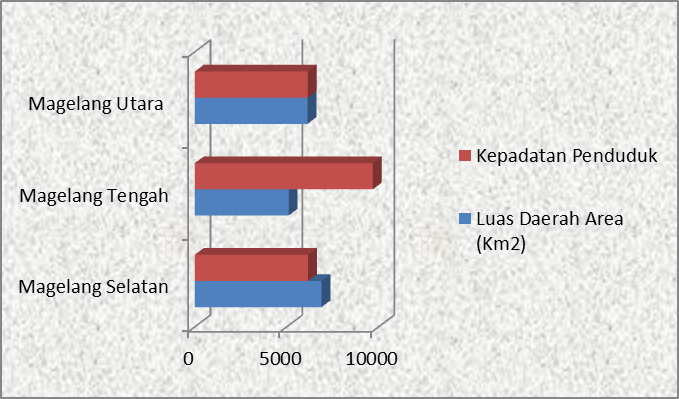 Magelang Utara
Magelang Tengah
Magelang Selatan
0 5000 10000
Kepadatan Penduduk
Luas Daerah Area
(Km2)